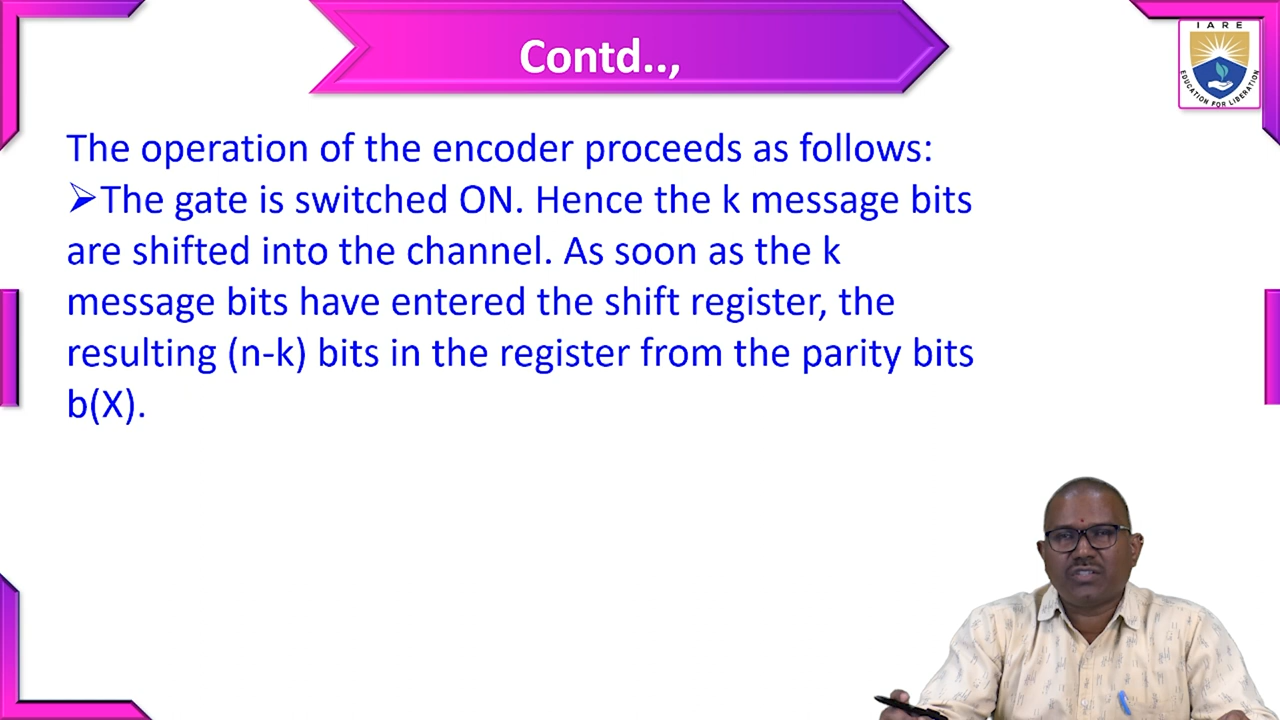 Contd..,
I A R E
EDUCATION FOR LIBERATION
The operation of the encoder proceeds as follows:
➢The gate is switched ON. Hence the k message bits
are shifted into the channel. As soon as the k
message bits have entered the shift register, the
resulting (n-k) bits in the register from the parity bits
b(X).